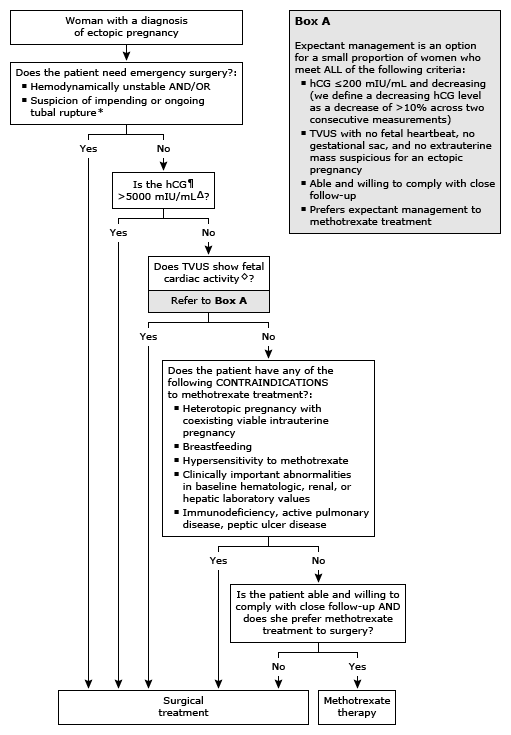 Woman with a diagnosis
of ectopic pregnancy
Does the patient need emergency surgery?:
▪ Hemodynamically unstable AND/OR
▪ Suspicion of impending or ongoing
tubal rupture*
Yes
No
Is the hCG¶
>5000 mIU/mLΔ?
Yes
No
Does TVUS show fetal
cardiac activity◇?
Refer to Box A
Yes
No
Does the patient have any of the
following CONTRAINDICATIONS
to methotrexate treatment?:
▪ Heterotopic pregnancy with
coexisting viable intrauterine
pregnancy
▪ Breastfeeding
▪ Hypersensitivity to methotrexate
▪ Clinically important abnormalities
in baseline hematologic, renal, or
hepatic laboratory values
▪ Immunodeficiency, active pulmonary
disease, peptic ulcer disease
Yes
No
Is the patient able and willing to
comply with close follow-up AND
does she prefer methotrexate
treatment to surgery?
No
Yes
Surgical
treatment
Methotrexate
therapy
Box A
Expectant management is an option
for a small proportion of women who
meet ALL of the following criteria:
▪ hCG ≤200 mIU/mL and decreasing
(we define a decreasing hCG level
as a decrease of >10% across two
consecutive measurements)
▪ TVUS with no fetal heartbeat, no
gestational sac, and no extrauterine
mass suspicious for an ectopic
pregnancy
▪ Able and willing to comply with close
follow-up
▪ Prefers expectant management to
methotrexate treatment